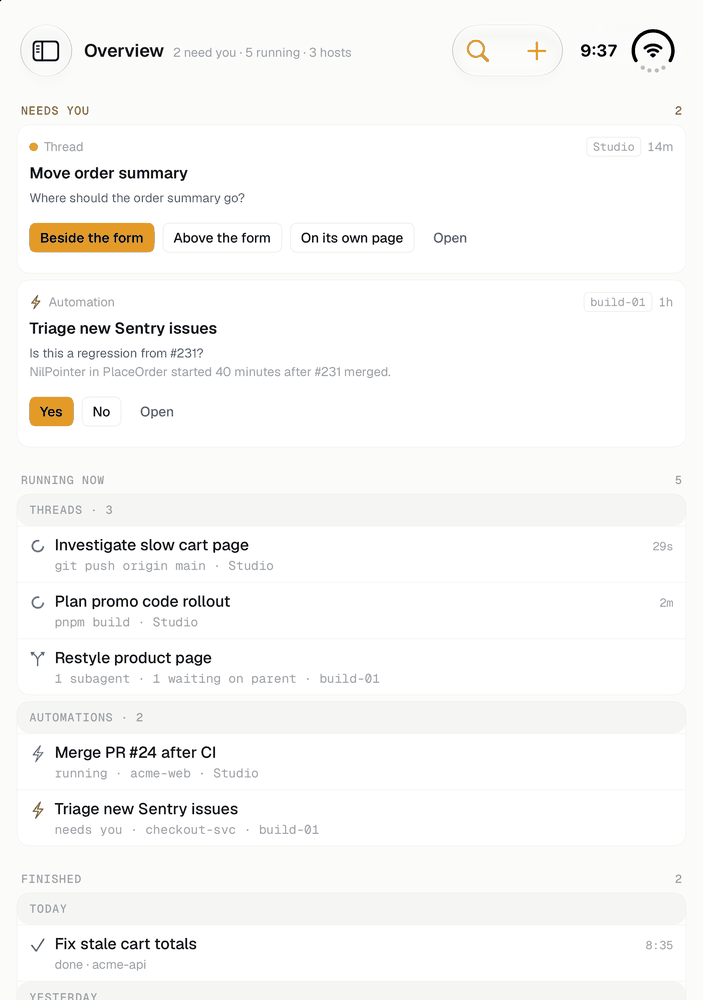 Overview 2 need you · 5 running · 3 hosts 9:37
NEEDS YOU 2
Thread Studio 14m
Move order summary
Where should the order summary go?
Beside the form Above the form On its own page Open
Automation build-01 1h
Triage new Sentry issues
Is this a regression from #231?
NilPointer in PlaceOrder started 40 minutes after #231 merged.
Yes No Open
RUNNING NOW 5
THREADS · 3
Investigate slow cart page 29s
git push origin main · Studio
Plan promo code rollout 2m
pnpm build · Studio
Restyle product page
1 subagent · 1 waiting on parent · build-01
AUTOMATIONS · 2
Merge PR #24 after CI
running · acme-web · Studio
Triage new Sentry issues
needs you · checkout-svc · build-01
FINISHED 2
TODAY
Fix stale cart totals 8:35
done · acme-api
YESTERDAY